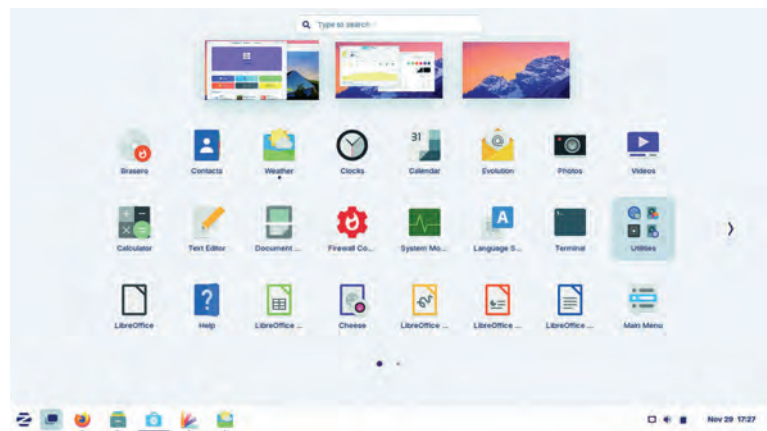 Type to search
Brasero Contacts Weather Clocks Calendar Evolution Photos Videos
31
Calculator Text Editor Document ... Firewall Co... System Mo... Language S... Terminal Utilities
A
LibreOffice Help LibreOffice ... Cheese LibreOffice ... LibreOffice ... LibreOffice ... Main Menu
Nov 29 17:27